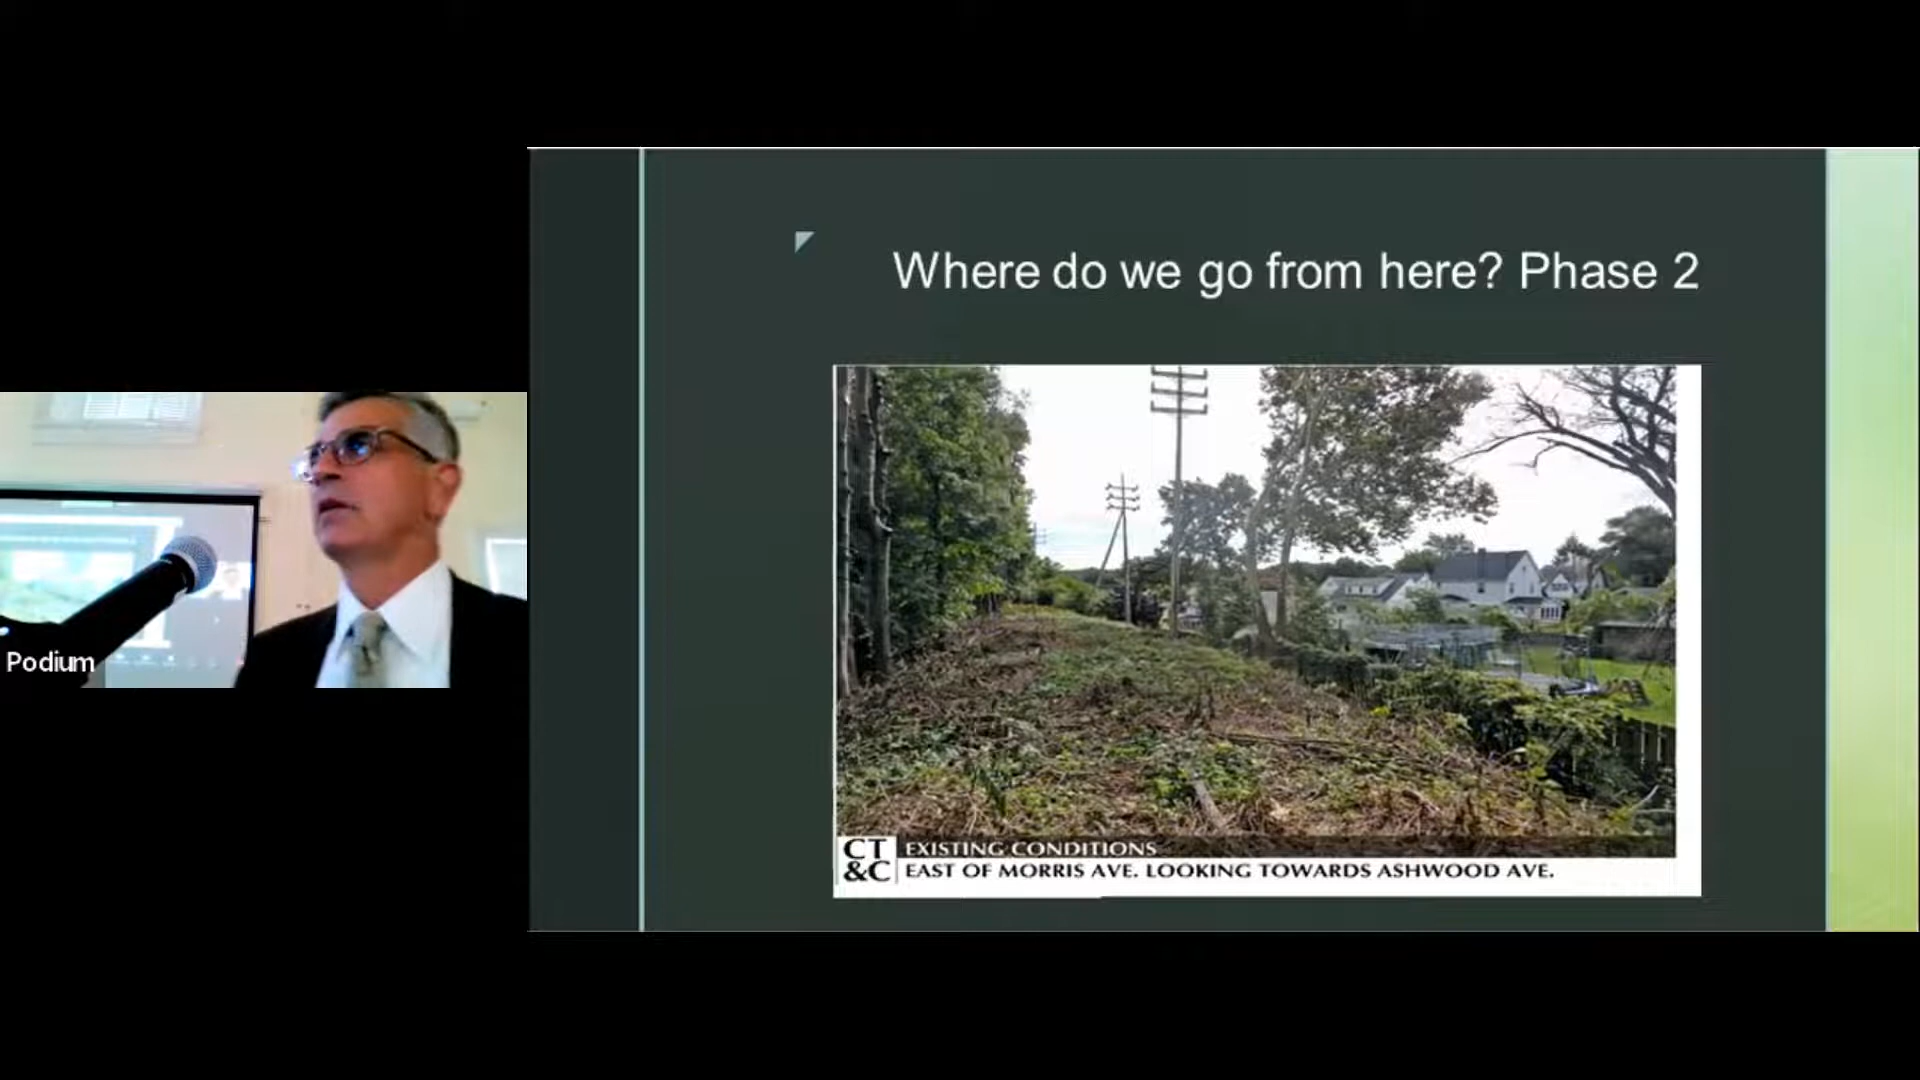 Where do we go from here? Phase 2
Podium
CT
&C
EXISTING CONDITIONS
EAST OF MORRIS AVE. LOOKING TOWARDS ASHWOOD AVE.